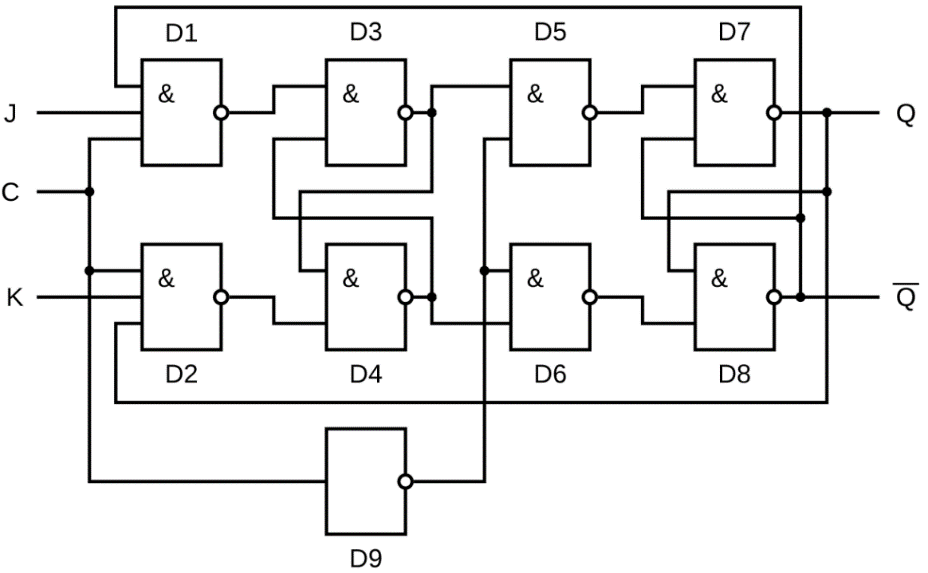 D1 D3 D5 D7
& & & &
J Q
C
& & & &
K Q̅
D2 D4 D6 D8
D9